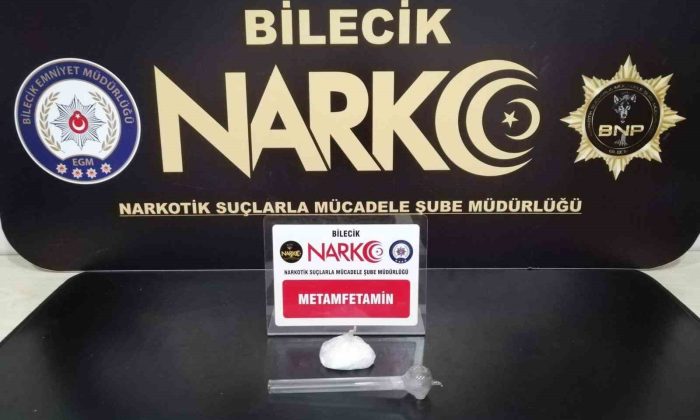 BİLECİK
NARKO
BİLECİK EMNİYET MÜDÜRLÜĞÜ
EGM
BNP
NARKOTİK SUÇLARLA MÜCADELE ŞUBE MÜDÜRLÜĞÜ
BİLECİK
NARKO
NARKO
NARKOTİK SUÇLARLA MÜCADELE ŞUBE MÜDÜRLÜĞÜ
METAMFETAMİN